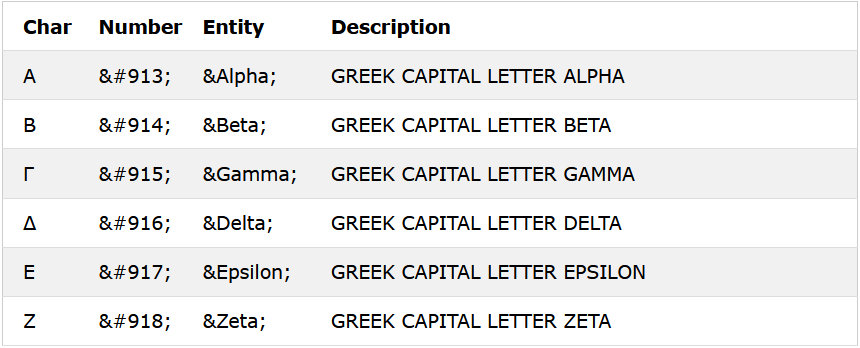 Char Number Entity Description
Α &#913; &Alpha; GREEK CAPITAL LETTER ALPHA
Β &#914; &Beta; GREEK CAPITAL LETTER BETA
Γ &#915; &Gamma; GREEK CAPITAL LETTER GAMMA
Δ &#916; &Delta; GREEK CAPITAL LETTER DELTA
Ε &#917; &Epsilon; GREEK CAPITAL LETTER EPSILON
Ζ &#918; &Zeta; GREEK CAPITAL LETTER ZETA